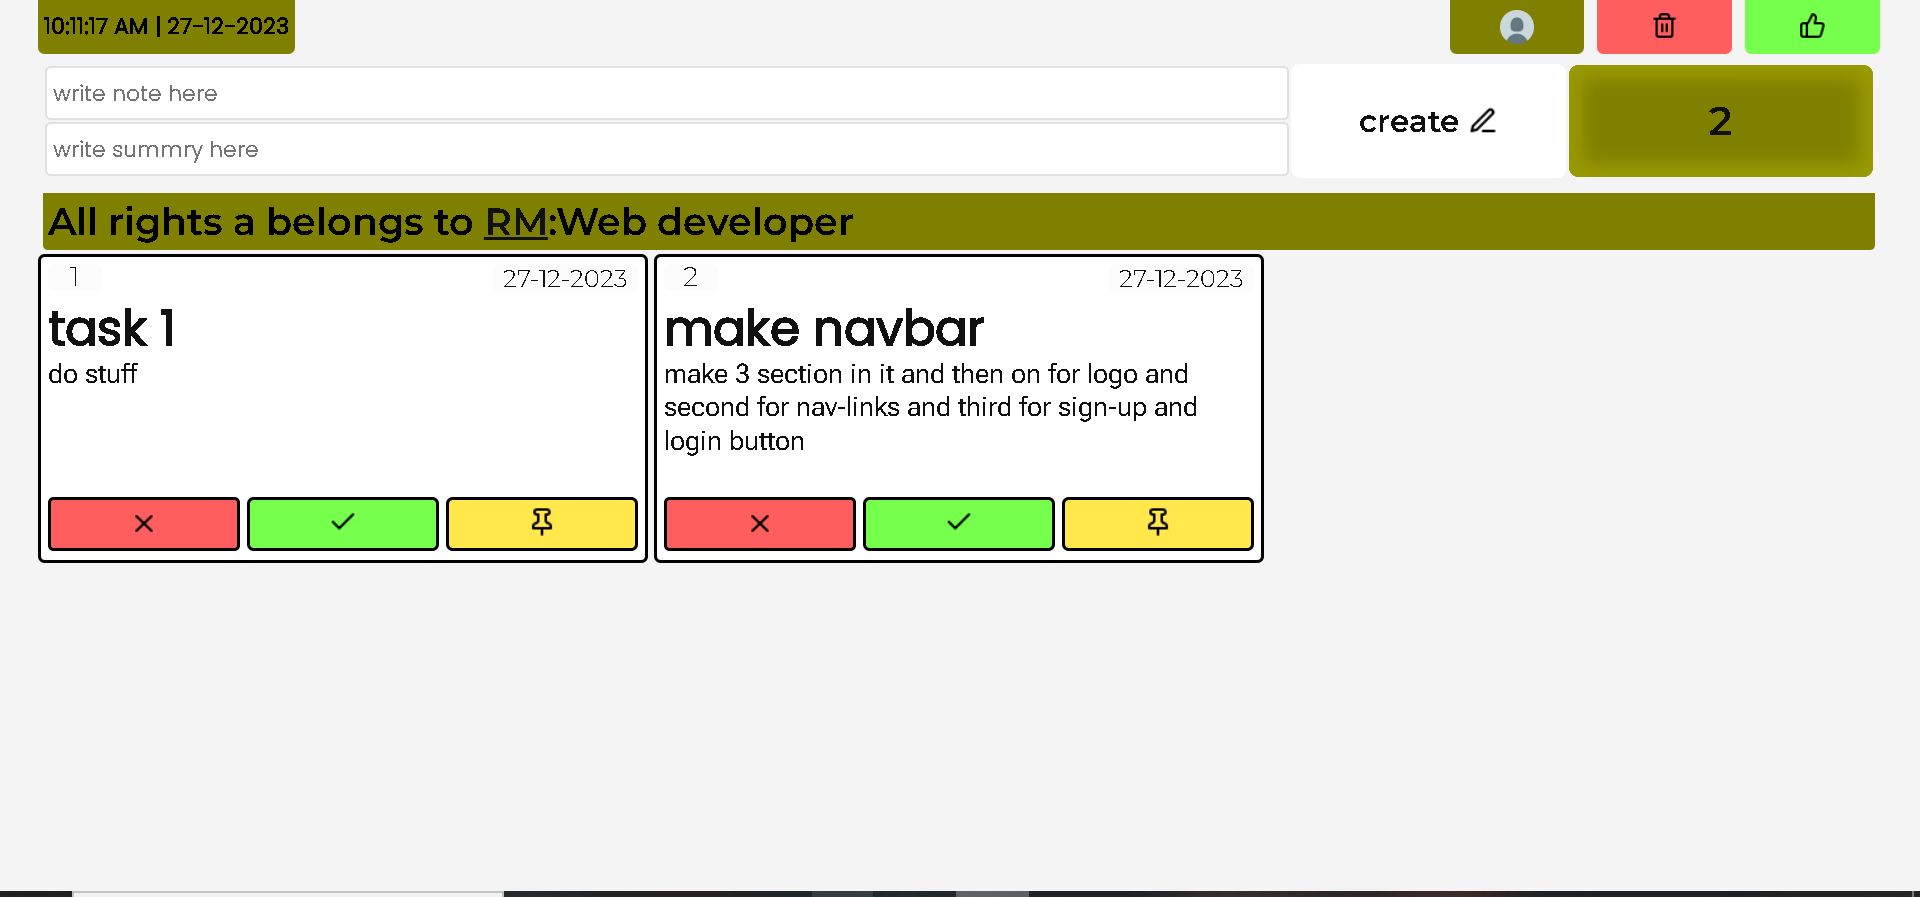 10:11:17 AM | 27-12-2023
write note here
write summry here
create
2
All rights a belongs to RM:Web developer
1
27-12-2023
task 1
do stuff
2
27-12-2023
make navbar
make 3 section in it and then on for logo and
second for nav-links and third for sign-up and
login button